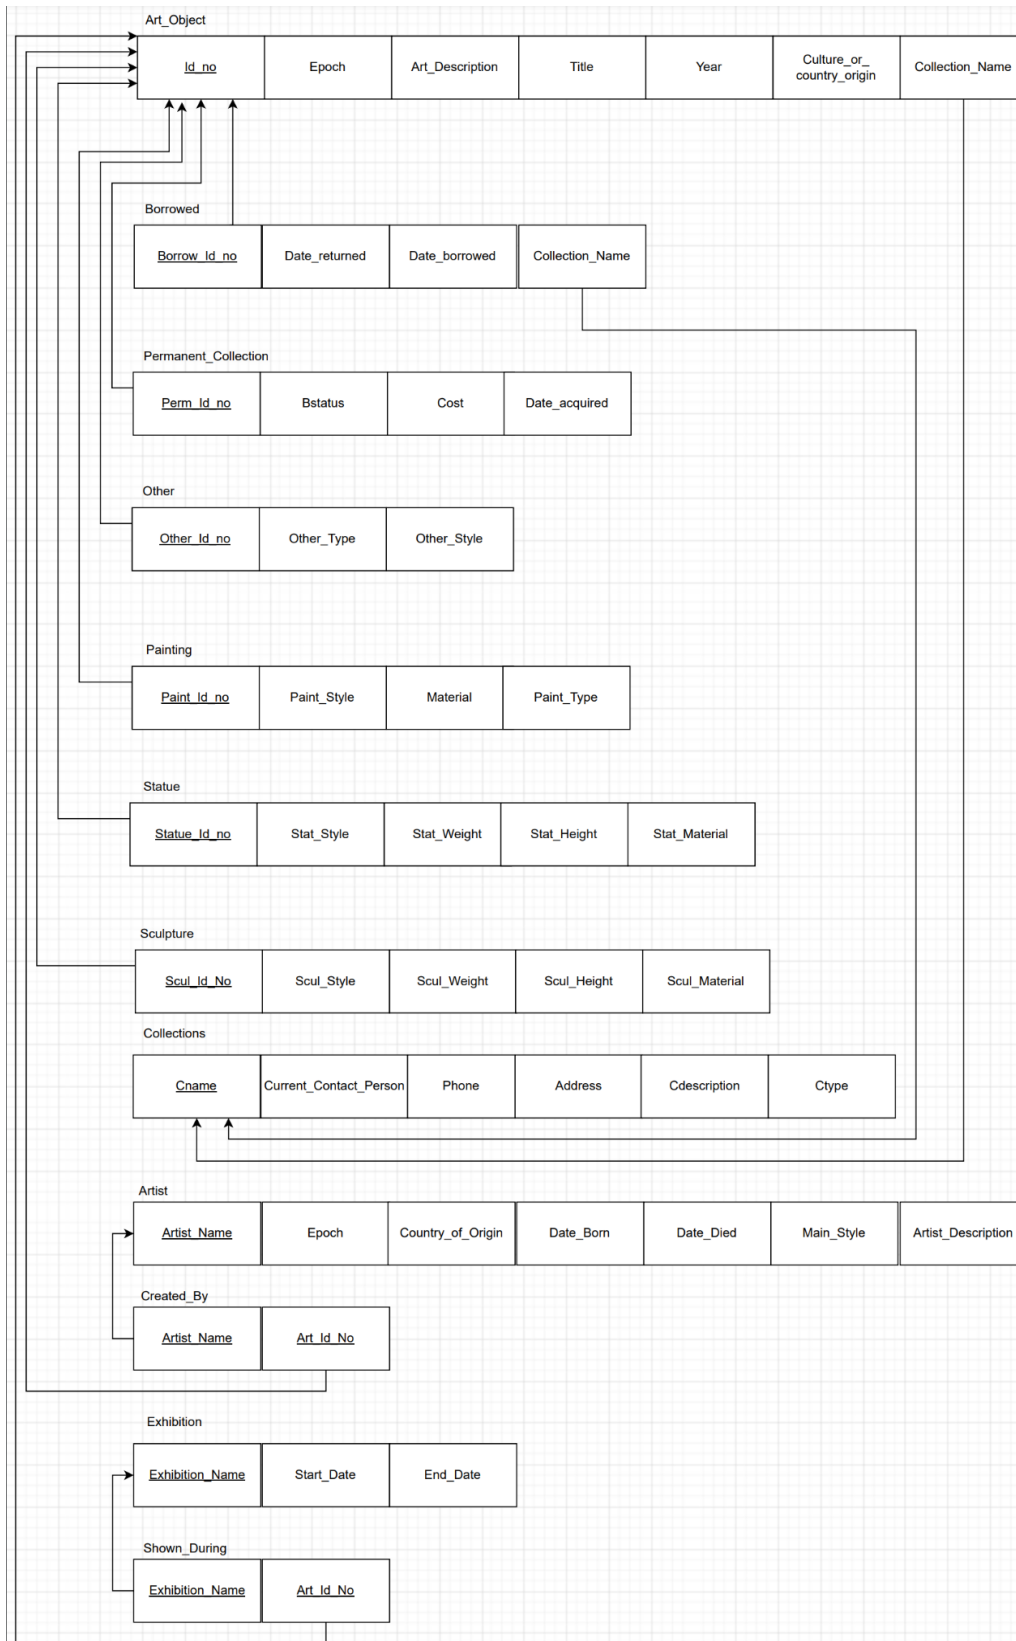 Art_Object
Id_no
Epoch
Art_Description
Title
Year
Culture_or_
country_origin
Collection_Name
Borrowed
Borrow_Id_no
Date_returned
Date_borrowed
Collection_Name
Permanent_Collection
Perm_Id_no
Bstatus
Cost
Date_acquired
Other
Other_Id_no
Other_Type
Other_Style
Painting
Paint_Id_no
Paint_Style
Material
Paint_Type
Statue
Statue_Id_no
Stat_Style
Stat_Weight
Stat_Height
Stat_Material
Sculpture
Scul_Id_No
Scul_Style
Scul_Weight
Scul_Height
Scul_Material
Collections
Cname
Current_Contact_Person
Phone
Address
Cdescription
Ctype
Artist
Artist_Name
Epoch
Country_of_Origin
Date_Born
Date_Died
Main_Style
Artist_Description
Created_By
Artist_Name
Art_Id_No
Exhibition
Exhibition_Name
Start_Date
End_Date
Shown_During
Exhibition_Name
Art_Id_No